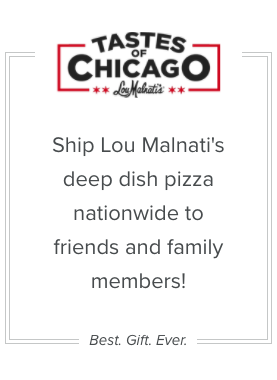 TASTES
OF
CHICAGO
Lou Malnati's
Ship Lou Malnati's
deep dish pizza
nationwide to
friends and family
members!
Best. Gift. Ever.